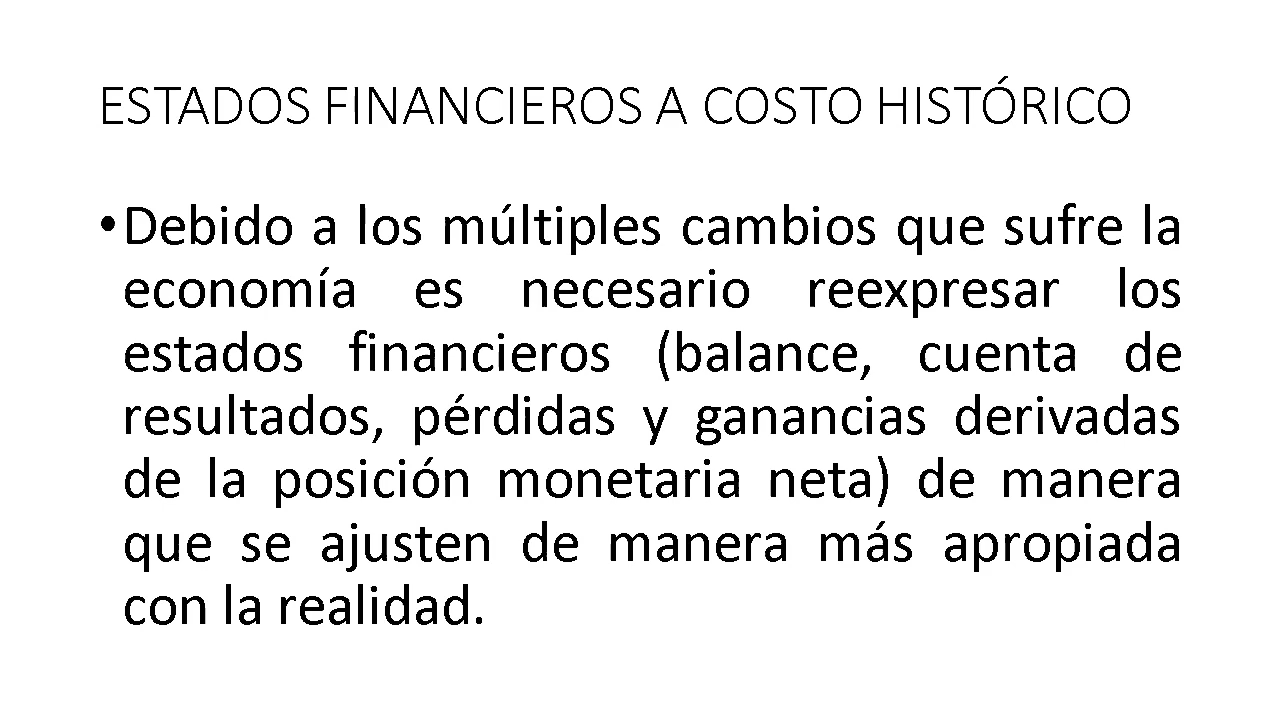 ESTADOS FINANCIEROS A COSTO HISTÓRICO
•Debido a los múltiples cambios que sufre la
economía es necesario reexpresar los
estados financieros (balance, cuenta de
resultados, pérdidas y ganancias derivadas
de la posición monetaria neta) de manera
que se ajusten de manera más apropiada
con la realidad.